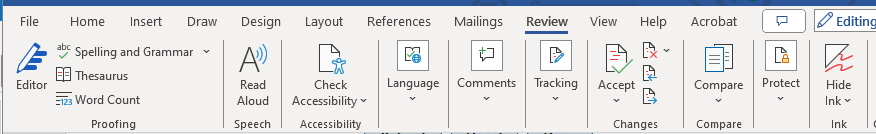 File Home Insert Draw Design Layout References Mailings Review View Help Acrobat Editing
Editor
abc Spelling and Grammar
Thesaurus
123 Word Count
Proofing
Read
Aloud
Speech
Check
Accessibility
Accessibility
Language
Comments
Tracking
Accept
Changes
Compare
Compare
Protect
Hide
Ink
Ink